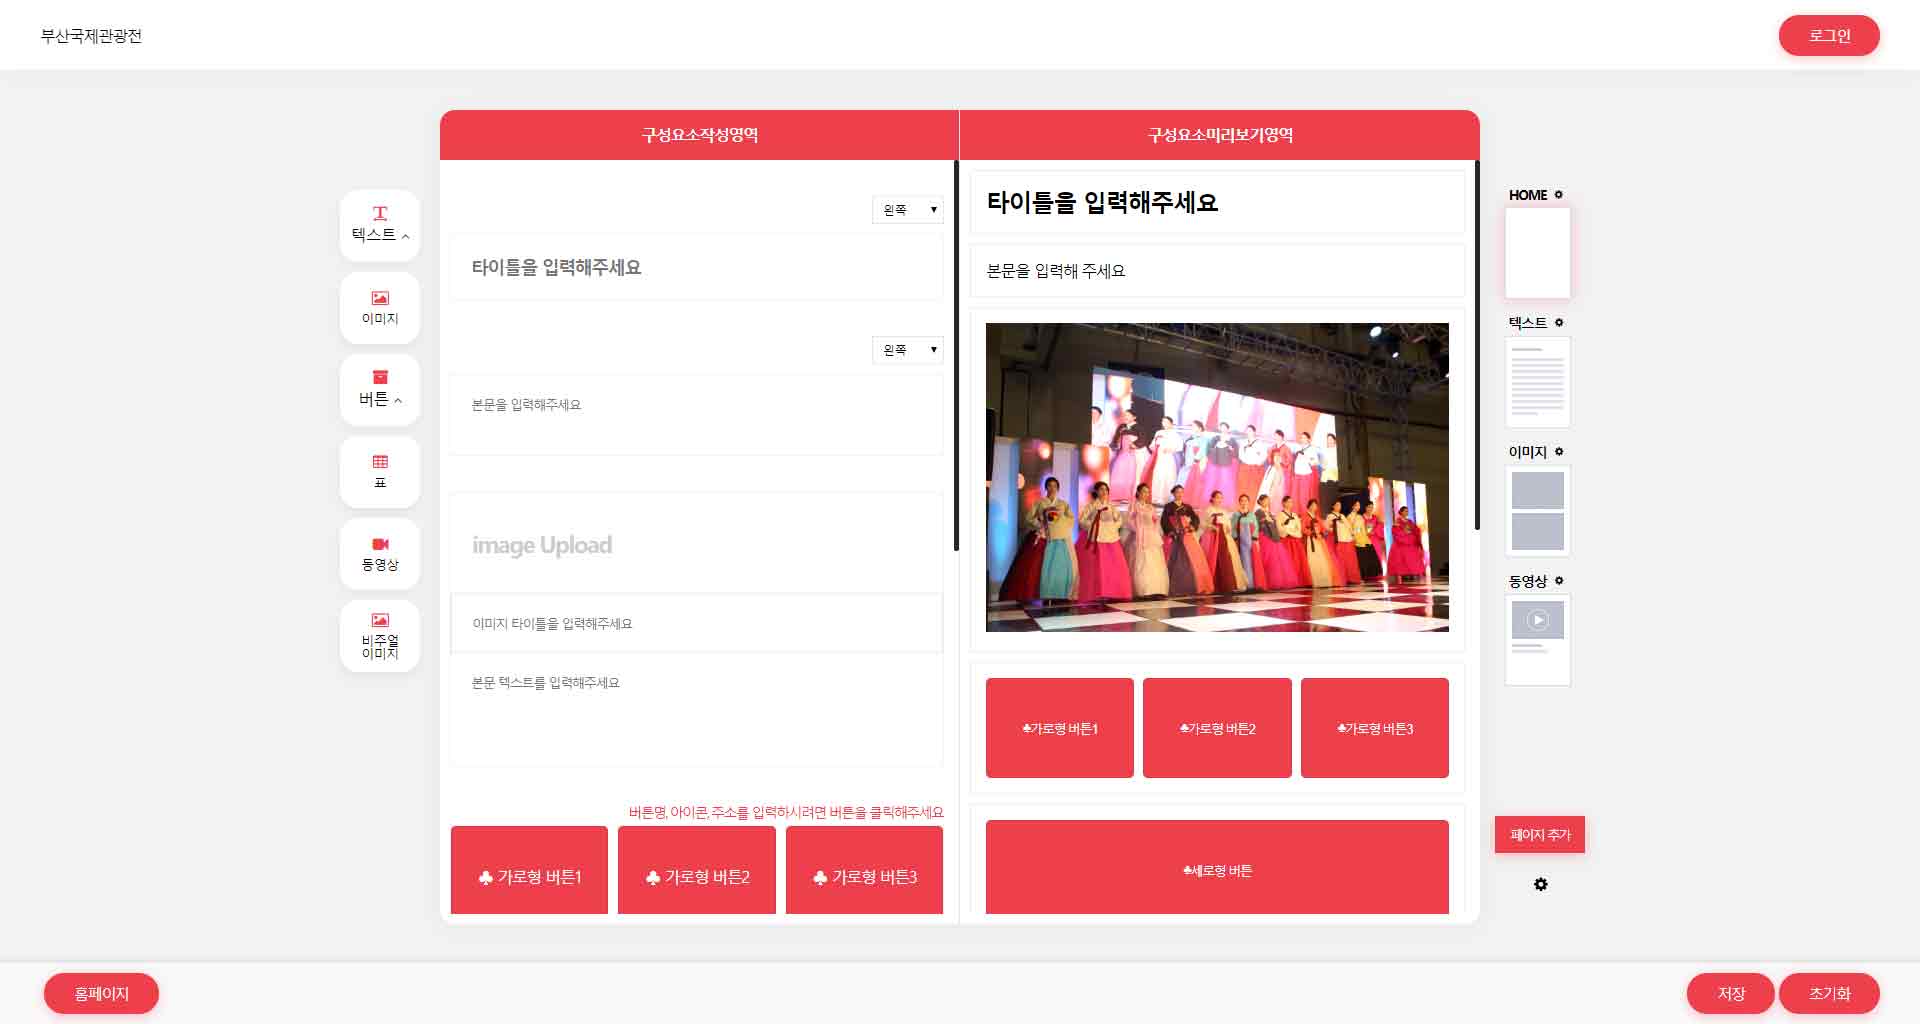 부산국제관광전
로그인
구성요소작성영역
구성요소미리보기영역
텍스트
이미지
버튼
표
동영상
비주얼
이미지
왼쪽
타이틀을 입력해주세요
왼쪽
본문을 입력해주세요
image Upload
이미지 타이틀을 입력해주세요
본문 텍스트를 입력해주세요
버튼명, 아이콘, 주소를 입력하시려면 버튼을 클릭해주세요
♣ 가로형 버튼1
♣ 가로형 버튼2
♣ 가로형 버튼3
타이틀을 입력해주세요
본문을 입력해 주세요
♣가로형 버튼1
♣가로형 버튼2
♣가로형 버튼3
♣세로형 버튼
HOME
텍스트
이미지
동영상
페이지 추가
홈페이지
저장
초기화